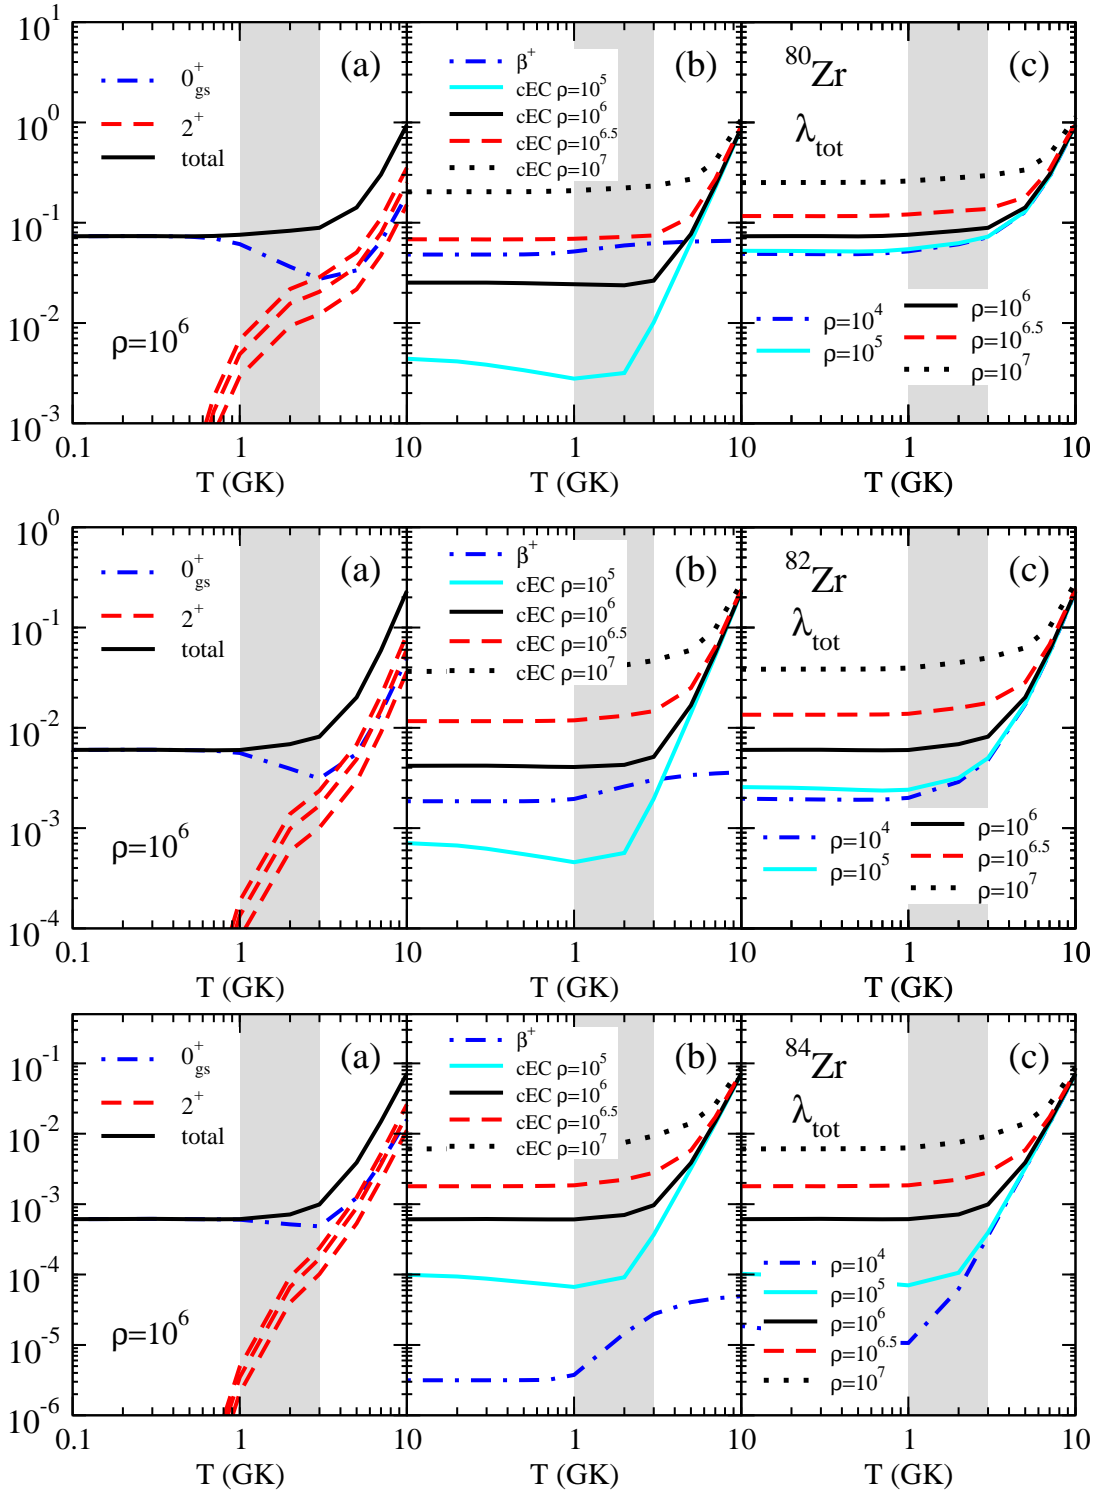 10^1
10^0
10^-1
10^-2
10^-3
0^+_gs
2^+
total
(a)
ρ=10^6
β^+
cEC ρ=10^5
cEC ρ=10^6
cEC ρ=10^6.5
cEC ρ=10^7
(b)
^80Zr
(c)
λ_tot
ρ=10^4
ρ=10^5
ρ=10^6
ρ=10^6.5
ρ=10^7
0.1 1 10 1 10 1 10
T (GK) T (GK) T (GK)
10^0
10^-1
10^-2
10^-3
10^-4
0^+_gs
2^+
total
(a)
ρ=10^6
β^+
cEC ρ=10^5
cEC ρ=10^6
cEC ρ=10^6.5
cEC ρ=10^7
(b)
^82Zr
(c)
λ_tot
ρ=10^4
ρ=10^5
ρ=10^6
ρ=10^6.5
ρ=10^7
0.1 1 10 1 10 1 10
T (GK) T (GK) T (GK)
10^-1
10^-2
10^-3
10^-4
10^-5
10^-6
0^+_gs
2^+
total
(a)
ρ=10^6
β^+
cEC ρ=10^5
cEC ρ=10^6
cEC ρ=10^6.5
cEC ρ=10^7
(b)
^84Zr
(c)
λ_tot
ρ=10^4
ρ=10^5
ρ=10^6
ρ=10^6.5
ρ=10^7
0.1 1 10 1 10 1 10
T (GK) T (GK) T (GK)